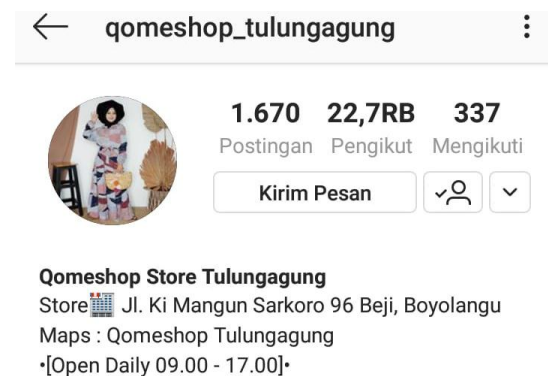 qomeshop_tulungagung
1.670 22,7RB 337
Postingan Pengikut Mengikuti
Kirim Pesan
Qomeshop Store Tulungagung
Store🏥 Jl. Ki Mangun Sarkoro 96 Beji, Boyolangu
Maps : Qomeshop Tulungagung
•[Open Daily 09.00 - 17.00]•